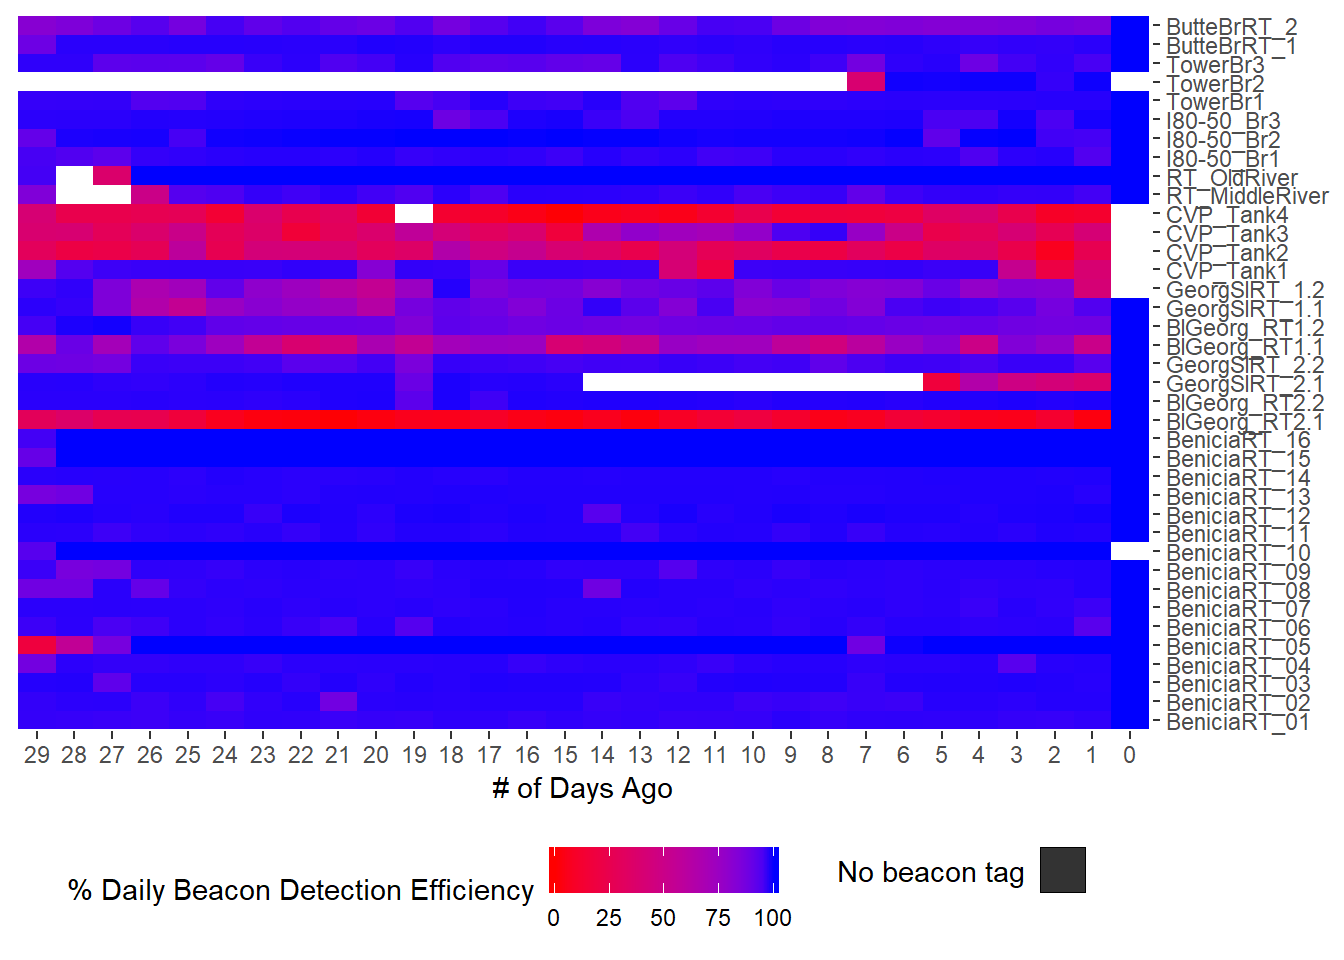 ButteBrRT_2
ButteBrRT_1
TowerBr3
TowerBr2
TowerBr1
I80-50_Br3
I80-50_Br2
I80-50_Br1
RT_OldRiver
RT_MiddleRiver
CVP_Tank4
CVP_Tank3
CVP_Tank2
CVP_Tank1
GeorgSlRT_1.2
GeorgSlRT_1.1
BlGeorg_RT1.2
BlGeorg_RT1.1
GeorgSlRT_2.2
GeorgSlRT_2.1
BlGeorg_RT2.2
BlGeorg_RT2.1
BeniciaRT_16
BeniciaRT_15
BeniciaRT_14
BeniciaRT_13
BeniciaRT_12
BeniciaRT_11
BeniciaRT_10
BeniciaRT_09
BeniciaRT_08
BeniciaRT_07
BeniciaRT_06
BeniciaRT_05
BeniciaRT_04
BeniciaRT_03
BeniciaRT_02
BeniciaRT_01
29 28 27 26 25 24 23 22 21 20 19 18 17 16 15 14 13 12 11 10 9 8 7 6 5 4 3 2 1 0
# of Days Ago
% Daily Beacon Detection Efficiency
0 25 50 75 100
No beacon tag